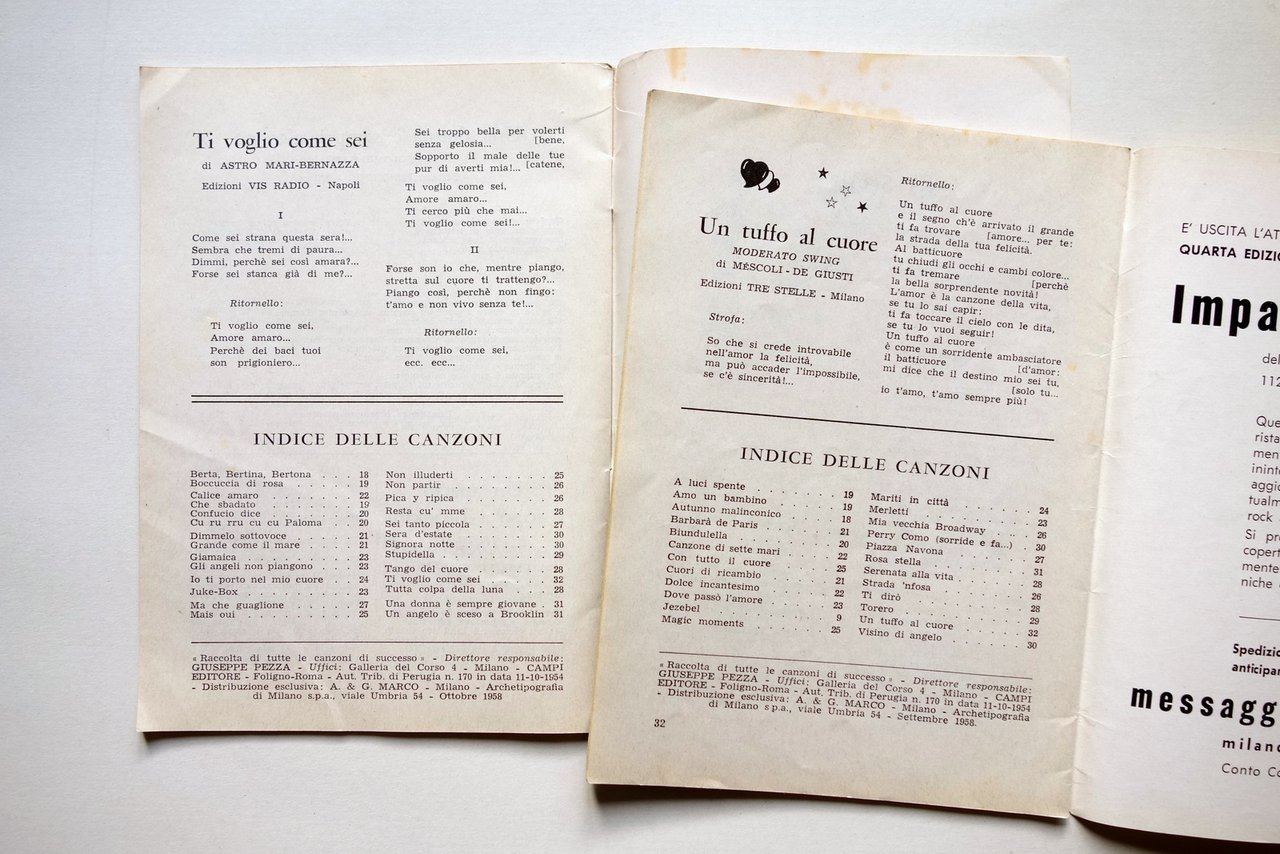 Ti voglio come sei
di ASTRO MARI-BERNAZZA
Edizioni VIS RADIO - Napoli
I
Come sei strana questa sera!...
Sembra che tremi di paura...
Dimmi, perchè sei così amara?...
Forse sei stanca già di me?...
Ritornello:
Ti voglio come sei,
Amore amaro...
Perchè dei baci tuoi
son prigioniero...
Sei troppo bella per volerti
senza gelosia... [bene,
Sopporto il male delle tue
pur di averti mia!... [catene,
Ti voglio come sei,
Amore amaro...
Ti cerco più che mai...
Ti voglio come sei!...
II
Forse son io che, mentre piango,
stretta sul cuore ti trattengo?...
Piango così, perchè non fingo:
t'amo e non vivo senza te!...
Ritornello:
Ti voglio come sei,
ecc. ecc...
INDICE DELLE CANZONI
Berta, Bertina, Bertona . . . . 18
Boccuccia di rosa . . . . 19
Calice amaro . . . . 22
Che sbadato . . . . 19
Confucio dice . . . . 20
Cu ru rru cu cu Paloma . . . . 20
Dimmelo sottovoce . . . . 21
Grande come il mare . . . . 21
Giamaica . . . . 23
Gli angeli non piangono . . . . 23
Io ti porto nel mio cuore . . . . 24
Juke-Box . . . . 23
Ma che guaglione . . . . 27
Mais oui . . . . 25
Non illuderti . . . . 25
Non partir . . . . 26
Pica y ripica . . . . 26
Resta cu' mme . . . . 28
Sei tanto piccola . . . . 27
Sera d'estate . . . . 30
Signora notte . . . . 30
Stupidella . . . . 29
Tango del cuore . . . . 28
Ti voglio come sei . . . . 32
Tutta colpa della luna . . . . 28
Una donna è sempre giovane . 31
Un angelo è sceso a Brooklin 31
« Raccolta di tutte le canzoni di successo » - Direttore responsabile:
GIUSEPPE PEZZA - Uffici: Galleria del Corso 4 - Milano - CAMPI
EDITORE - Foligno-Roma - Aut. Trib. di Perugia n. 170 in data 11-10-1954
- Distribuzione esclusiva: A. & G. MARCO - Milano - Archetipografia
di Milano s.p.a., viale Umbria 54 - Ottobre 1958
Un tuffo al cuore
MODERATO SWING
di MÉSCOLI - DE GIUSTI
Edizioni TRE STELLE - Milano
Strofa:
So che si crede introvabile
nell'amor la felicità,
ma può accader l'impossibile,
se c'è sincerità!...
Ritornello:
Un tuffo al cuore
e il segno ch'è arrivato il grande
ti fa trovare [amore... per te:
la strada della tua felicità.
Al batticuore
tu chiudi gli occhi e cambi colore...
ti fa tremare [perchè
la bella sorprendente novità!
L'amor è la canzone della vita,
se tu lo sai capir:
ti fa toccare il cielo con le dita,
se tu lo vuoi seguir!
Un tuffo al cuore
è come un sorridente ambasciatore
il batticuore [d'amor:
mi dice che il destino mio sei tu,
[solo tu...
io t'amo, t'amo sempre più!
INDICE DELLE CANZONI
A luci spente . . . . 19
Amo un bambino . . . . 19
Autunno malinconico . . . . 18
Barbarà de Paris . . . . 21
Biundulella . . . . 20
Canzone di sette mari . . . . 22
Con tutto il cuore . . . . 25
Cuori di ricambio . . . . 21
Dolce incantesimo . . . . 22
Dove passò l'amore . . . . 23
Jezebel . . . . 9
Magic moments . . . . 25
Mariti in città . . . . 24
Merletti . . . . 23
Mia vecchia Broadway . . . . 26
Perry Como (sorride e fa...) . 30
Piazza Navona . . . . 27
Rosa stella . . . . 31
Serenata alla vita . . . . 28
Strada 'nfosa . . . . 26
Ti dirò . . . . 28
Torero . . . . 29
Un tuffo al cuore . . . . 32
Visino di angelo . . . . 30
« Raccolta di tutte le canzoni di successo » - Direttore responsabile:
GIUSEPPE PEZZA - Uffici: Galleria del Corso 4 - Milano - CAMPI
EDITORE - Foligno-Roma - Aut. Trib. di Perugia n. 170 in data 11-10-1954
- Distribuzione esclusiva: A. & G. MARCO - Milano - Archetipografia
di Milano s.p.a., viale Umbria 54 - Settembre 1958.
32
E' USCITA L'AT
QUARTA EDIZIO
Impa
del
112
Que
rista
men
inint
aggio
tualm
rock
Si pr
copert
mente
niche
Spedizio
anticipar
messagg
milano
Conto Co